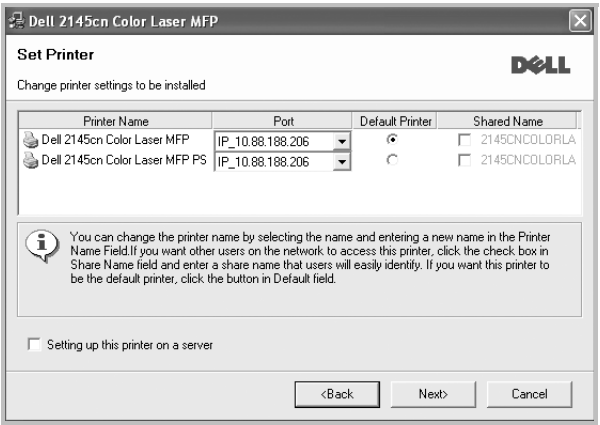 Dell 2145cn Color Laser MFP
Set Printer
DELL
Change printer settings to be installed
Printer Name Port Default Printer Shared Name
Dell 2145cn Color Laser MFP IP_10.88.188.206 2145CNCOLORLA
Dell 2145cn Color Laser MFP PS IP_10.88.188.206 2145CNCOLORLA
You can change the printer name by selecting the name and entering a new name in the Printer
Name Field.If you want other users on the network to access this printer, click the check box in
Share Name field and enter a share name that users will easily identify. If you want this printer to
be the default printer, click the button in Default field.
Setting up this printer on a server
<Back Next> Cancel